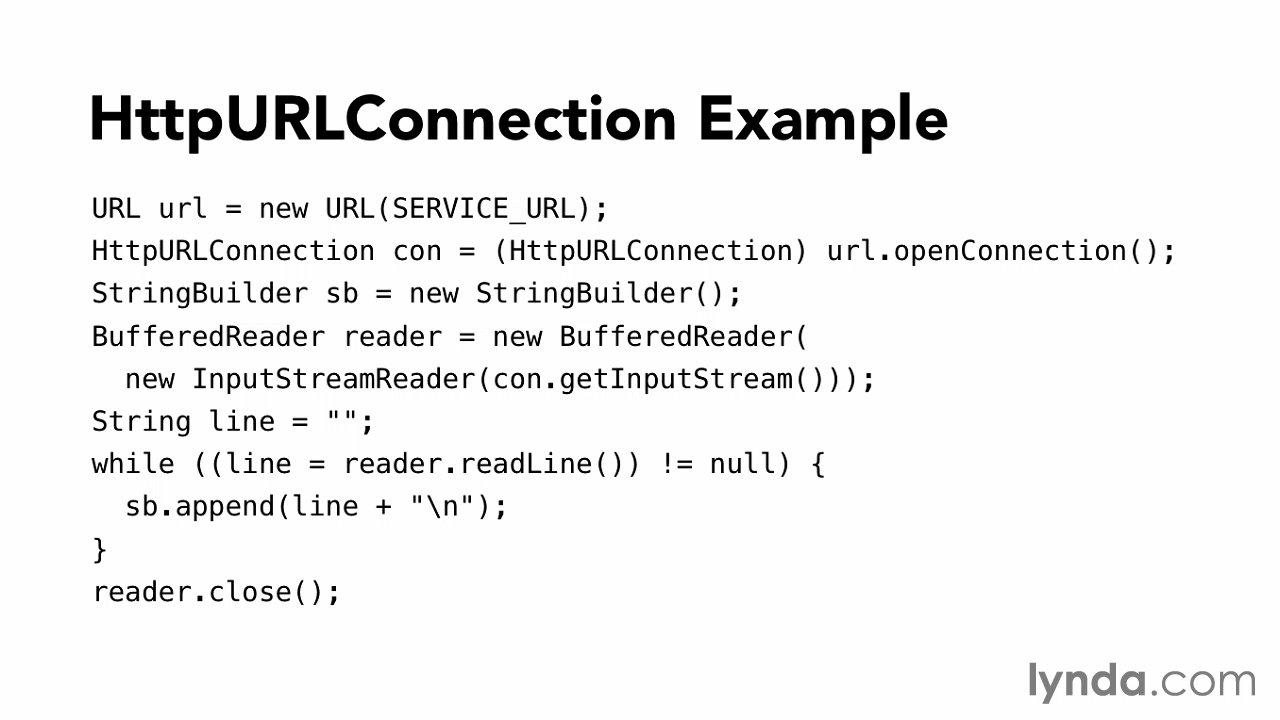 HttpURLConnection Example
URL url = new URL(SERVICE_URL);
HttpURLConnection con = (HttpURLConnection) url.openConnection();
StringBuilder sb = new StringBuilder();
BufferedReader reader = new BufferedReader(
  new InputStreamReader(con.getInputStream()));
String line = "";
while ((line = reader.readLine()) != null) {
  sb.append(line + "\n");
}
reader.close();
lynda.com